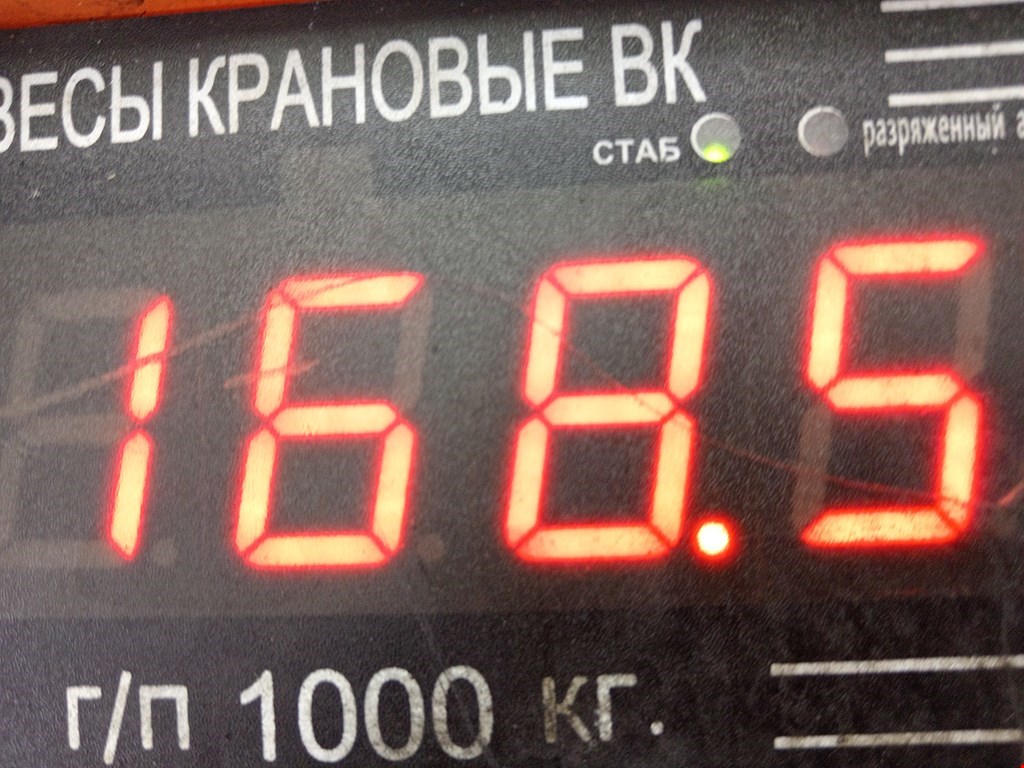 ВЕСЫ КРАНОВЫЕ ВК
СТАБ разряженный
168.5
г/п 1000 кг.